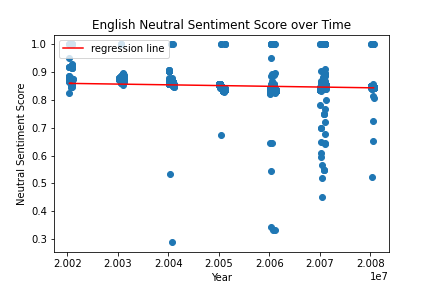 English Neutral Sentiment Score over Time
regression line
1.0
0.9
0.8
0.7
0.6
0.5
0.4
0.3
Neutral Sentiment Score
2.002 2.003 2.004 2.005 2.006 2.007 2.008
1e7
Year